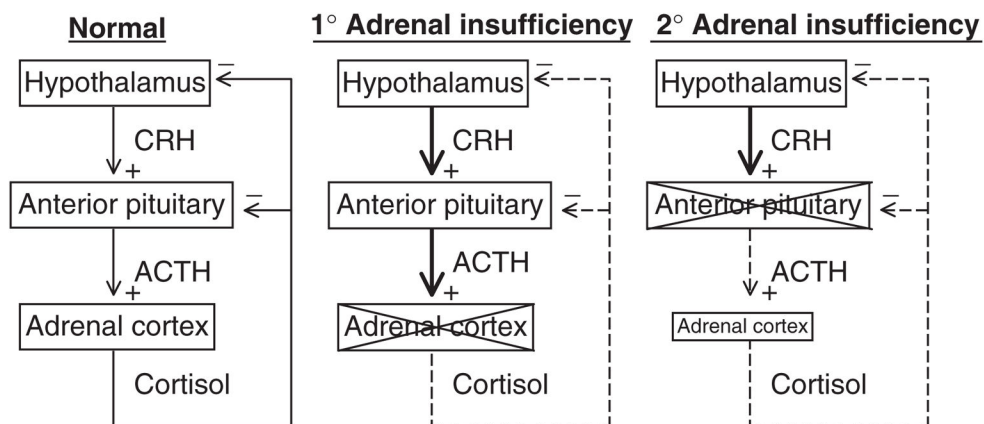 Normal
Hypothalamus
–
CRH
+
Anterior pituitary
–
ACTH
+
Adrenal cortex
Cortisol
1° Adrenal insufficiency
Hypothalamus
–
CRH
+
Anterior pituitary
–
ACTH
+
Adrenal cortex
Cortisol
2° Adrenal insufficiency
Hypothalamus
–
CRH
+
Anterior pituitary
–
ACTH
+
Adrenal cortex
Cortisol